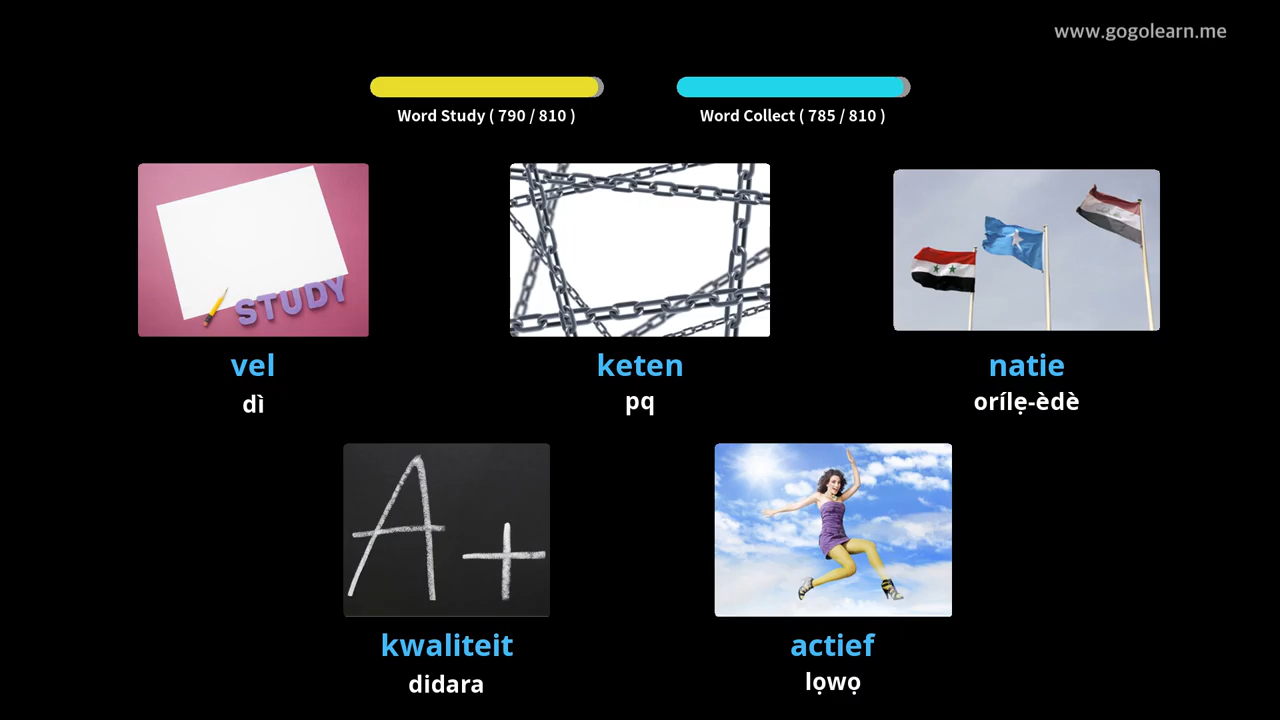 www.gogolearn.me
Word Study ( 790 / 810 )
Word Collect ( 785 / 810 )
STUDY
vel
dì
keten
pq
natie
orílẹ-èdè
A+
kwaliteit
didara
actief
lọwọ